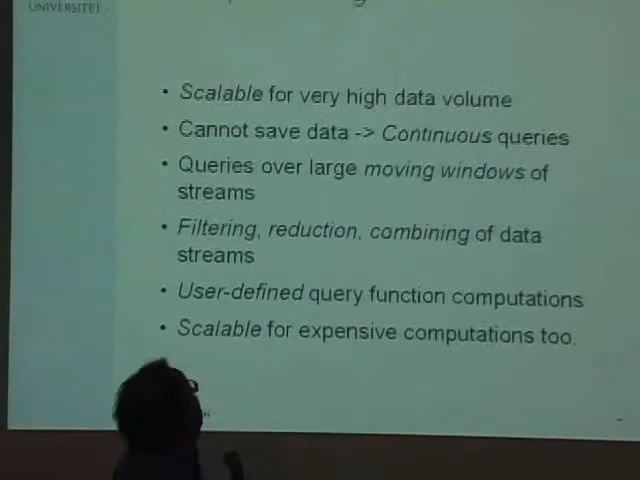 UNIVERSITET
• Scalable for very high data volume
• Cannot save data -> Continuous queries
• Queries over large moving windows of
streams
• Filtering, reduction, combining of data
streams
• User-defined query function computations
• Scalable for expensive computations too.